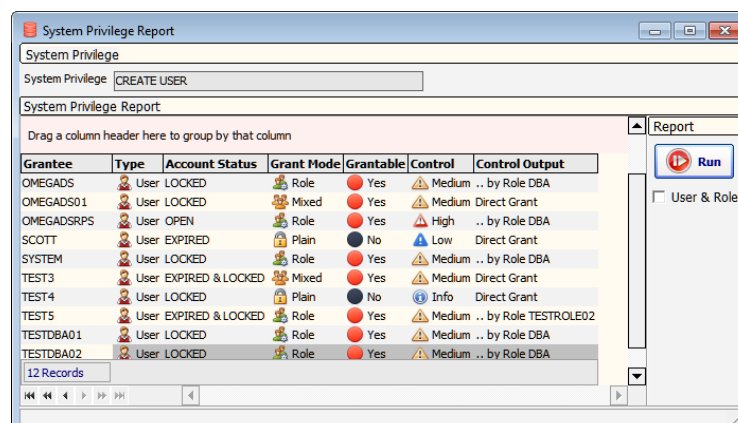 System Privilege Report
System Privilege
System Privilege CREATE USER
System Privilege Report
Drag a column header here to group by that column
Report
Run
User & Role
Grantee Type Account Status Grant Mode Grantable Control Control Output
OMEGADS User LOCKED Role Yes Medium .. by Role DBA
OMEGADS01 User LOCKED Mixed Yes Medium Direct Grant
OMEGADSRPS User OPEN Role Yes High .. by Role DBA
SCOTT User EXPIRED Plain No Low Direct Grant
SYSTEM User LOCKED Role Yes Medium .. by Role DBA
TEST3 User EXPIRED & LOCKED Mixed Yes Medium Direct Grant
TEST4 User LOCKED Plain No Info Direct Grant
TEST5 User EXPIRED & LOCKED Role Yes Medium .. by Role TESTROLE02
TESTDBA01 User LOCKED Role Yes Medium .. by Role DBA
TESTDBA02 User LOCKED Role Yes Medium .. by Role DBA
12 Records